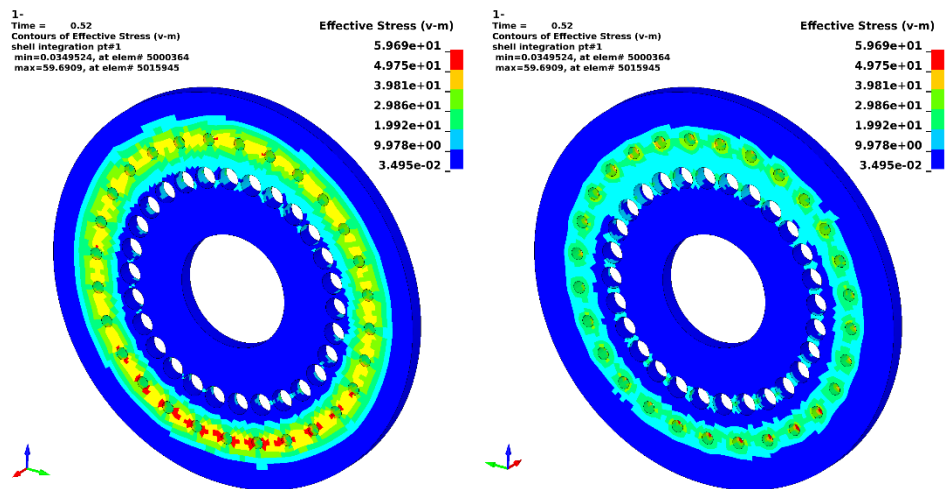 1-
Time =      0.52
Contours of Effective Stress (v-m)
shell integration pt#1
min=0.0349524, at elem# 5000364
max=59.6909, at elem# 5015945
Effective Stress (v-m)
5.969e+01
4.975e+01
3.981e+01
2.986e+01
1.992e+01
9.978e+00
3.495e-02
1-
Time =      0.52
Contours of Effective Stress (v-m)
shell integration pt#1
min=0.0349524, at elem# 5000364
max=59.6909, at elem# 5015945
Effective Stress (v-m)
5.969e+01
4.975e+01
3.981e+01
2.986e+01
1.992e+01
9.978e+00
3.495e-02